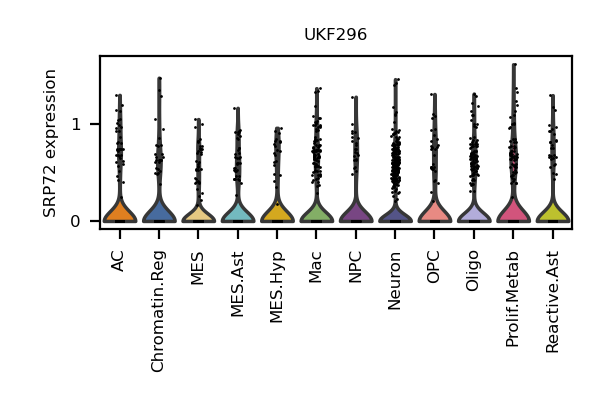 UKF296
SRP72 expression
1
0
AC
Chromatin.Reg
MES
MES.Ast
MES.Hyp
Mac
NPC
Neuron
OPC
Oligo
Prolif.Metab
Reactive.Ast